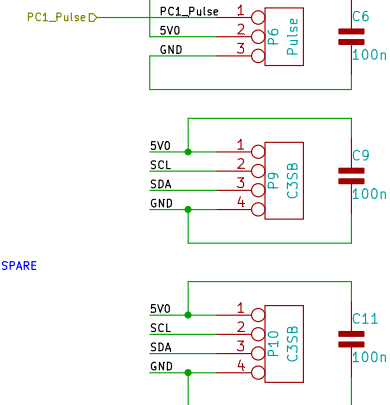 PC1_Pulse
PC1_Pulse 1
5V0 2
GND 3
P6
Pulse
C6
100n
5V0 1
SCL 2
SDA 3
GND 4
P9
C3SB
C9
100n
SPARE
5V0 1
SCL 2
SDA 3
GND 4
P10
C3SB
C11
100n